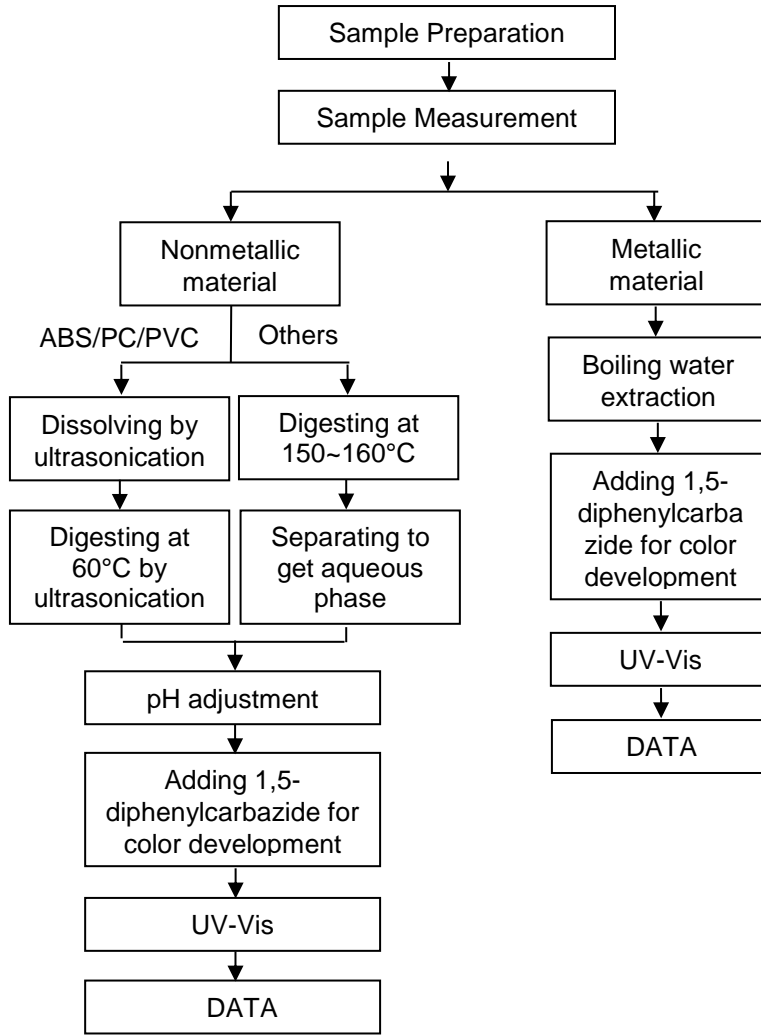 Sample Preparation
Sample Measurement
Nonmetallic
material
ABS/PC/PVC
Others
Dissolving by
ultrasonication
Digesting at
150~160°C
Digesting at
60°C by
ultrasonication
Separating to
get aqueous
phase
pH adjustment
Adding 1,5-
diphenylcarbazide for
color development
UV-Vis
DATA
Metallic
material
Boiling water
extraction
Adding 1,5-
diphenylcarba
zide for color
development
UV-Vis
DATA